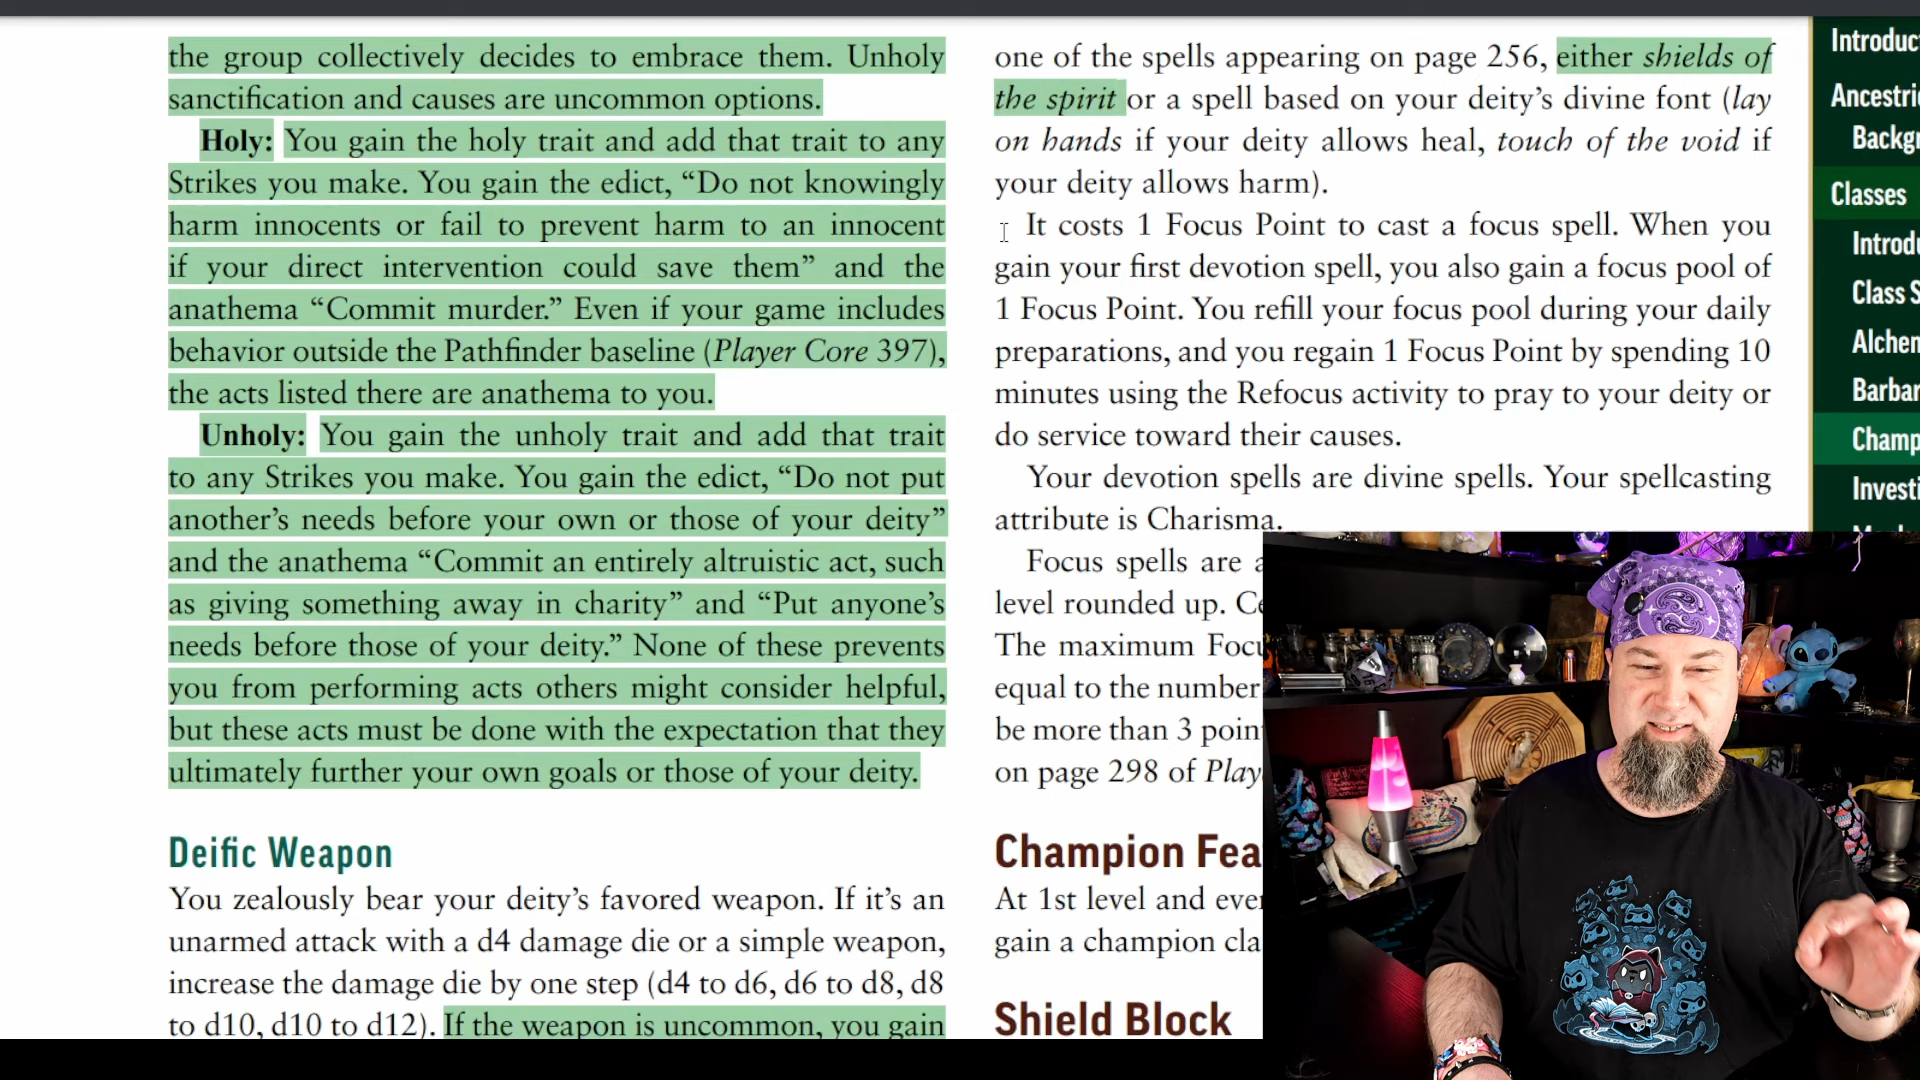 the group collectively decides to embrace them. Unholy
sanctification and causes are uncommon options.
Holy: You gain the holy trait and add that trait to any
Strikes you make. You gain the edict, “Do not knowingly
harm innocents or fail to prevent harm to an innocent
if your direct intervention could save them” and the
anathema “Commit murder.” Even if your game includes
behavior outside the Pathfinder baseline (Player Core 397),
the acts listed there are anathema to you.
Unholy: You gain the unholy trait and add that trait
to any Strikes you make. You gain the edict, “Do not put
another’s needs before your own or those of your deity”
and the anathema “Commit an entirely altruistic act, such
as giving something away in charity” and “Put anyone’s
needs before those of your deity.” None of these prevents
you from performing acts others might consider helpful,
but these acts must be done with the expectation that they
ultimately further your own goals or those of your deity.
Deific Weapon
You zealously bear your deity’s favored weapon. If it’s an
unarmed attack with a d4 damage die or a simple weapon,
increase the damage die by one step (d4 to d6, d6 to d8, d8
to d10, d10 to d12). If the weapon is uncommon, you gain
one of the spells appearing on page 256, either shields of
the spirit or a spell based on your deity’s divine font (lay
on hands if your deity allows heal, touch of the void if
your deity allows harm).
It costs 1 Focus Point to cast a focus spell. When you
gain your first devotion spell, you also gain a focus pool of
1 Focus Point. You refill your focus pool during your daily
preparations, and you regain 1 Focus Point by spending 10
minutes using the Refocus activity to pray to your deity or
do service toward their causes.
Your devotion spells are divine spells. Your spellcasting
attribute is Charisma.
Focus spells are a
level rounded up. Ce
The maximum Focu
equal to the number
be more than 3 poin
on page 298 of Play
Champion Fea
At 1st level and eve
gain a champion cla
Shield Block
Introduct
Ancestrie
Backgr
Classes
Introdu
Class S
Alchem
Barbar
Champ
Investi